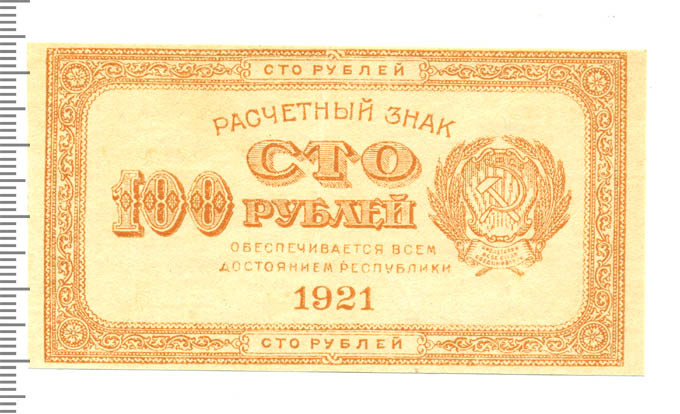 СТО РУБЛЕЙ
РАСЧЕТНЫЙ ЗНАК
100 СТО
РУБЛЕЙ
ОБЕСПЕЧИВАЕТСЯ ВСЕМ
ДОСТОЯНИЕМ РЕСПУБЛИКИ
1921
СТО РУБЛЕЙ